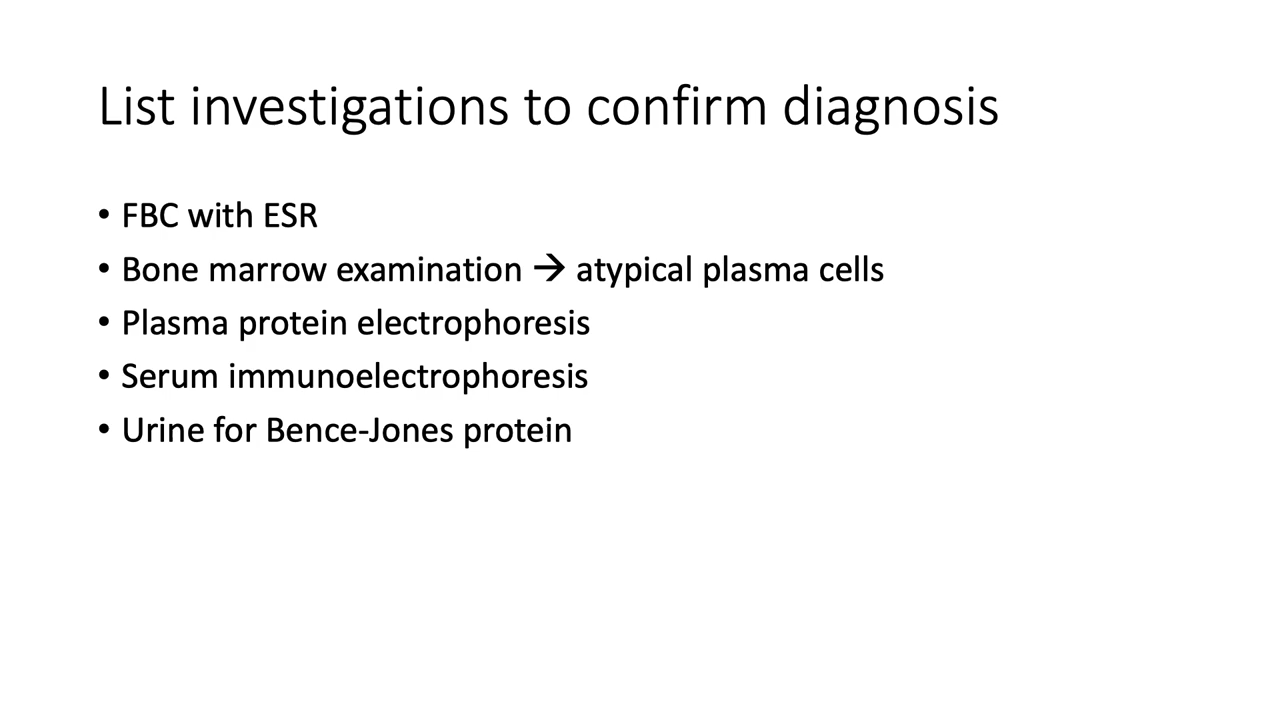 List investigations to confirm diagnosis
• FBC with ESR
• Bone marrow examination → atypical plasma cells
• Plasma protein electrophoresis
• Serum immunoelectrophoresis
• Urine for Bence-Jones protein